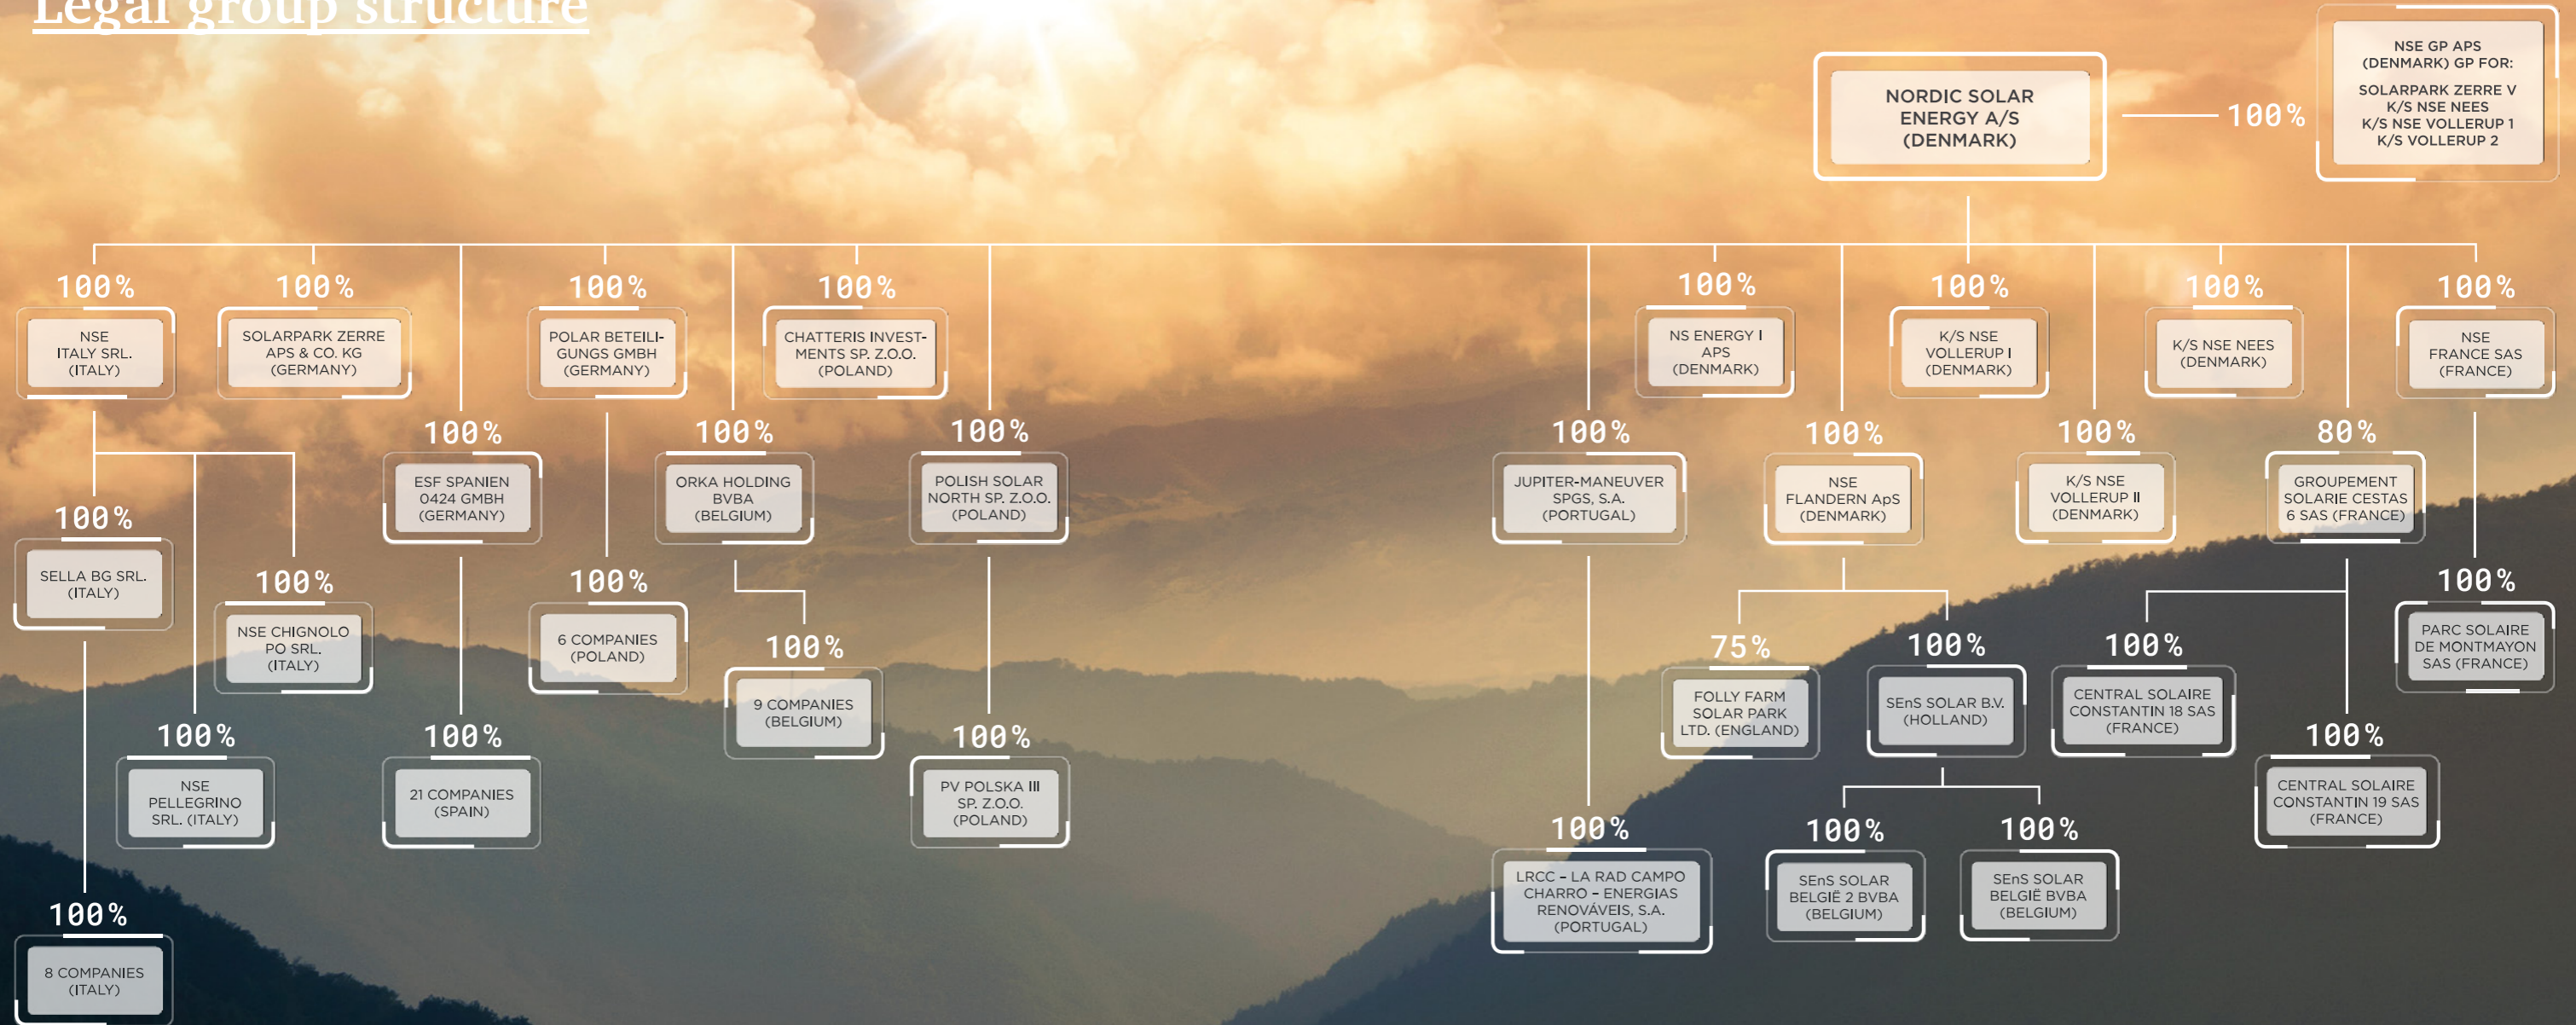 Legal group structure
NORDIC SOLAR
ENERGY A/S
(DENMARK)
100%
NSE GP APS
(DENMARK) GP FOR:
SOLARPARK ZERRE V
K/S NSE NEES
K/S NSE VOLLERUP 1
K/S VOLLERUP 2
100%
NSE
ITALY SRL.
(ITALY)
100%
SOLARPARK ZERRE
APS & CO. KG
(GERMANY)
100%
POLAR BETEILI-
GUNGS GMBH
(GERMANY)
100%
CHATTERIS INVEST-
MENTS SP. Z.O.O.
(POLAND)
100%
NS ENERGY I
APS
(DENMARK)
100%
K/S NSE
VOLLERUP I
(DENMARK)
100%
K/S NSE NEES
(DENMARK)
100%
NSE
FRANCE SAS
(FRANCE)
100%
ESF SPANIEN
0424 GMBH
(GERMANY)
100%
ORKA HOLDING
BVBA
(BELGIUM)
100%
POLISH SOLAR
NORTH SP. Z.O.O.
(POLAND)
100%
JUPITER-MANEUVER
SPGS, S.A.
(PORTUGAL)
100%
NSE
FLANDERN ApS
(DENMARK)
100%
K/S NSE
VOLLERUP II
(DENMARK)
80%
GROUPEMENT
SOLARIE CESTAS
6 SAS (FRANCE)
100%
SELLA BG SRL.
(ITALY)
100%
NSE CHIGNOLO
PO SRL.
(ITALY)
100%
6 COMPANIES
(POLAND)
100%
9 COMPANIES
(BELGIUM)
75%
FOLLY FARM
SOLAR PARK
LTD. (ENGLAND)
100%
SEnS SOLAR B.V.
(HOLLAND)
100%
CENTRAL SOLAIRE
CONSTANTIN 18 SAS
(FRANCE)
100%
PARC SOLAIRE
DE MONTMAYON
SAS (FRANCE)
100%
NSE
PELLEGRINO
SRL. (ITALY)
100%
21 COMPANIES
(SPAIN)
100%
PV POLSKA III
SP. Z.O.O.
(POLAND)
100%
CENTRAL SOLAIRE
CONSTANTIN 19 SAS
(FRANCE)
100%
LRCC – LA RAD CAMPO
CHARRO – ENERGIAS
RENOVÁVEIS, S.A.
(PORTUGAL)
100%
SEnS SOLAR
BELGIË 2 BVBA
(BELGIUM)
100%
SEnS SOLAR
BELGIË BVBA
(BELGIUM)
100%
8 COMPANIES
(ITALY)